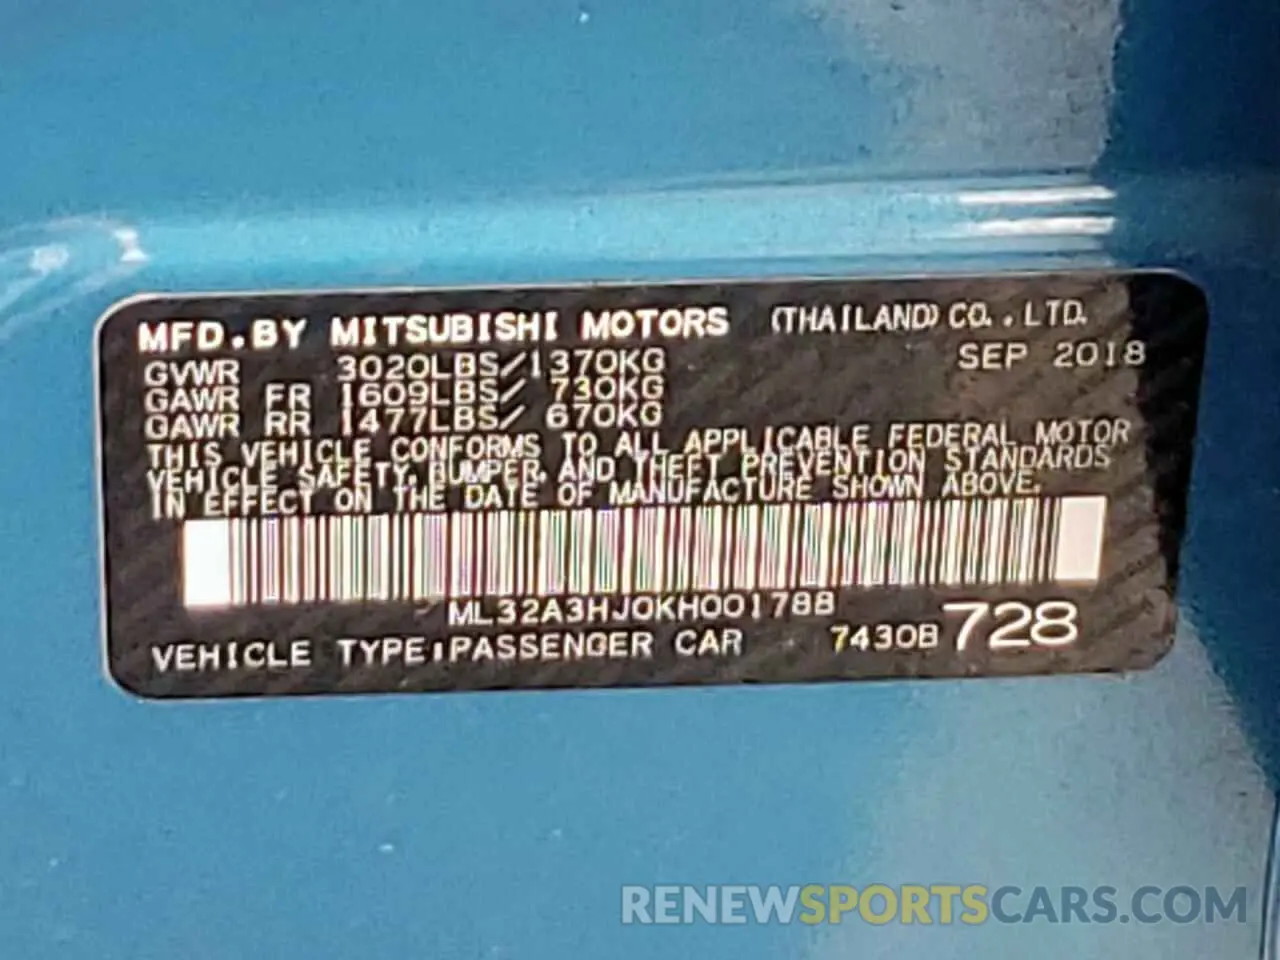 MFD.BY MITSUBISHI MOTORS (THAILAND) CO.,LTD.
SEP 2018
GVWR 3020LBS/1370KG
GAWR FR 1609LBS/ 730KG
GAWR RR 1477LBS/ 670KG
THIS VEHICLE CONFORMS TO ALL APPLICABLE FEDERAL MOTOR
VEHICLE SAFETY, BUMPER, AND THEFT PREVENTION STANDARDS
IN EFFECT ON THE DATE OF MANUFACTURE SHOWN ABOVE.
ML32A3HJ0KH001788
VEHICLE TYPE:PASSENGER CAR 7430B 728
RENEWSPORTSCARS.COM